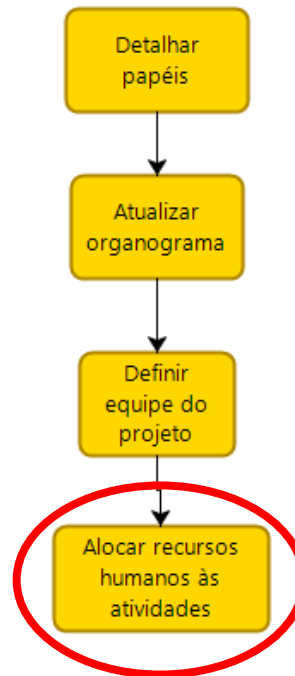 Detalhar
papéis
Atualizar
organograma
Definir
equipe do
projeto
Alocar recursos
humanos às
atividades